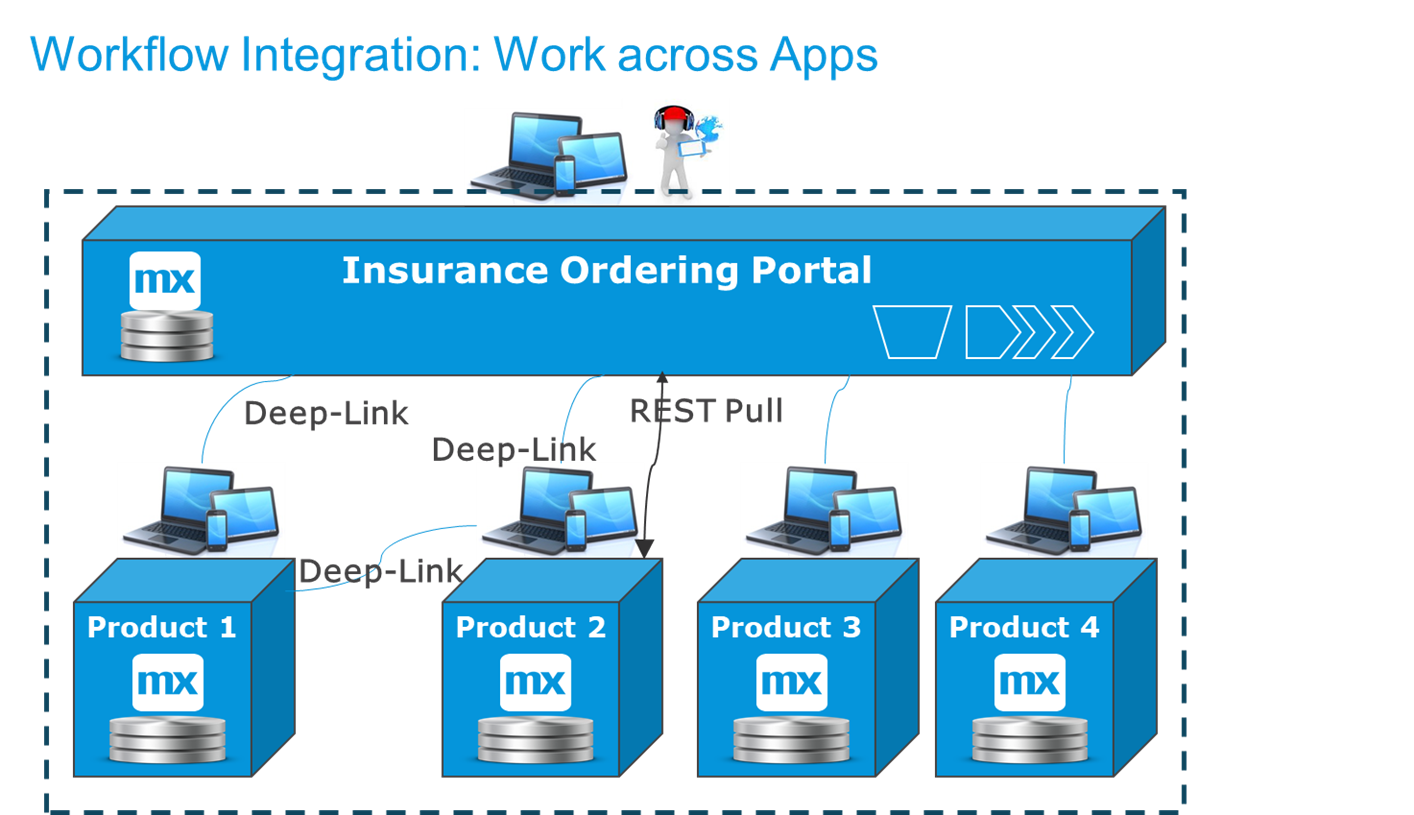 Workflow Integration: Work across Apps
mx
Insurance Ordering Portal
Deep-Link
REST Pull
Deep-Link
Deep-Link
Product 1
Product 2
Product 3
Product 4
mx
mx
mx
mx